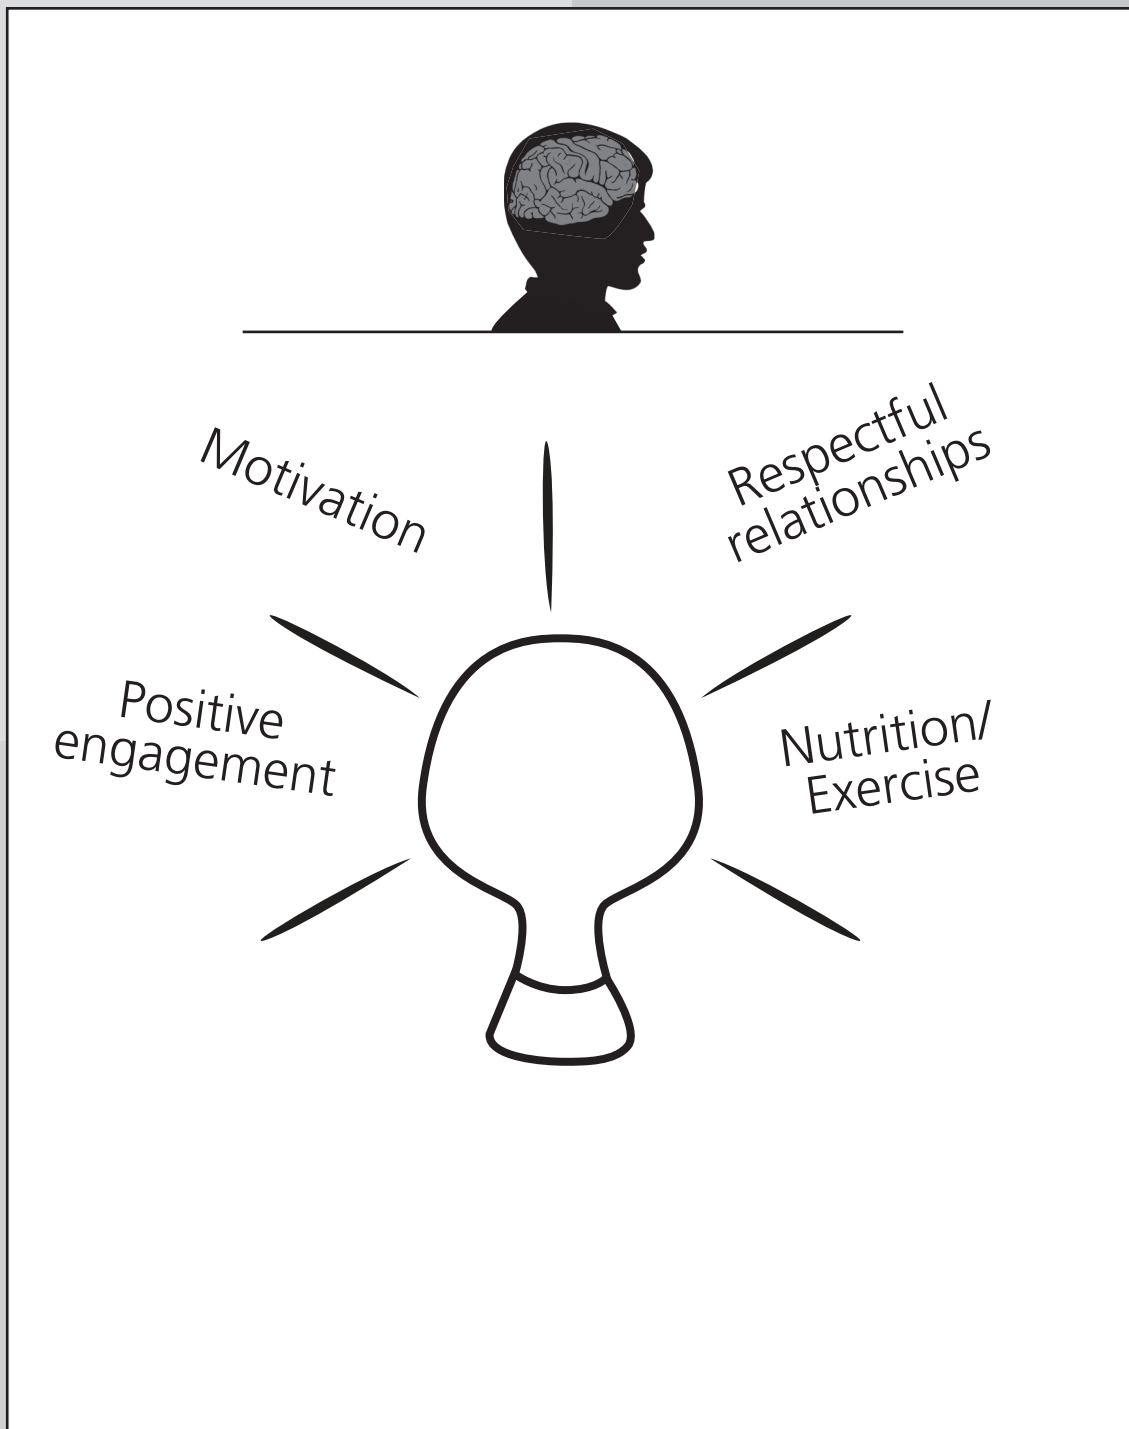 Motivation
Respectful
relationships
Positive
engagement
Nutrition/
Exercise